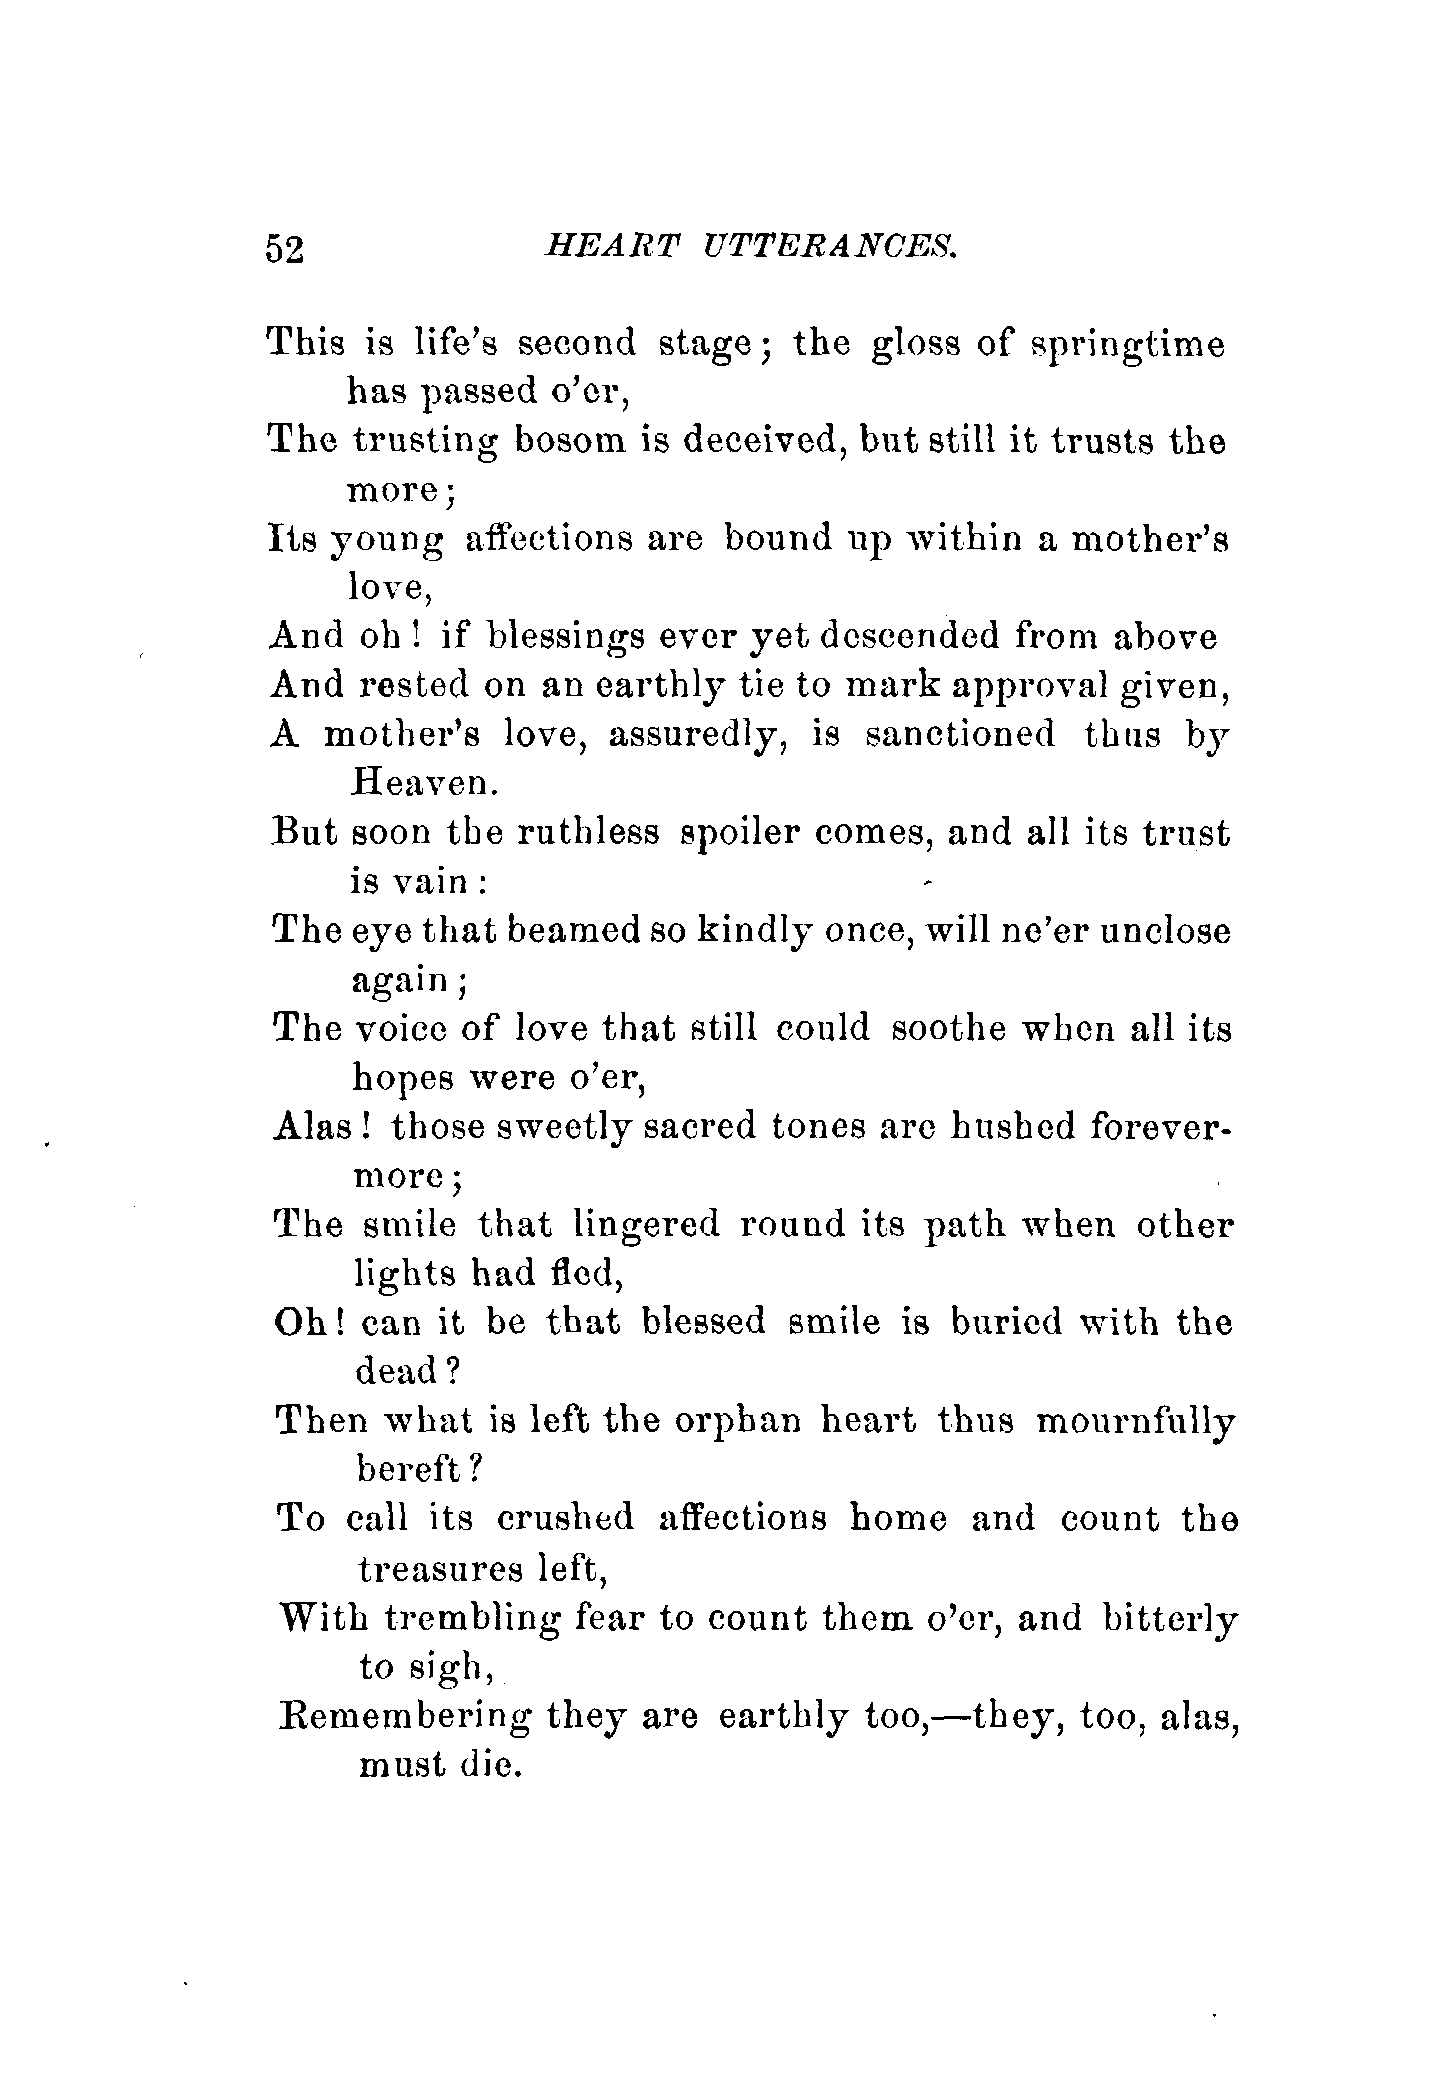 52 HEART UTTERANCES.
This is life's second stage; the gloss of springtime
has passed o'er,
The trusting bosom is deceived, but still it trusts the
more;
Its young affections are bound up within a mother's
love,
And oh! if blessings ever yet descended from above
And rested on an earthly tie to mark approval given,
A mother's love, assuredly, is sanctioned thus by
Heaven.
But soon the ruthless spoiler comes, and all its trust
is vain:
The eye that beamed so kindly once, will ne'er unclose
again;
The voice of love that still could soothe when all its
hopes were o'er,
Alas! those sweetly sacred tones are hushed forever-
more;
The smile that lingered round its path when other
lights had fled,
Oh! can it be that blessed smile is buried with the
dead?
Then what is left the orphan heart thus mournfully
bereft?
To call its crushed affections home and count the
treasures left,
With trembling fear to count them o'er, and bitterly
to sigh,
Remembering they are earthly too,—they, too, alas,
must die.